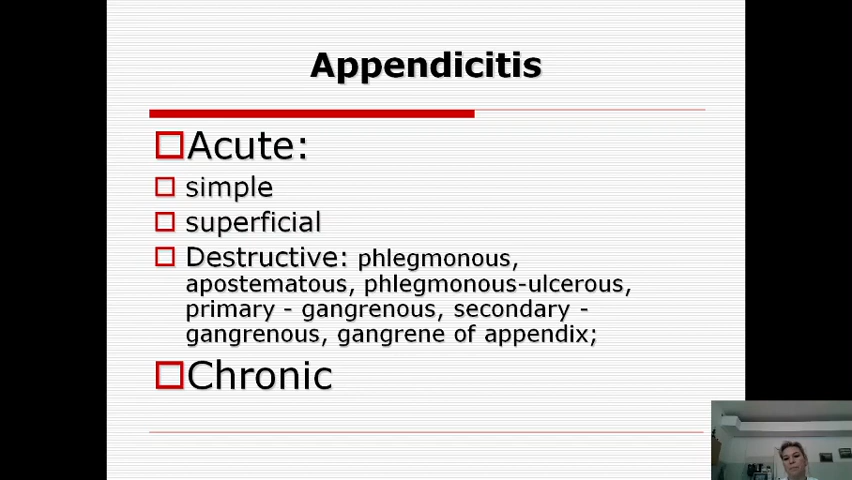 Appendicitis
Acute:
simple
superficial
Destructive: phlegmonous,
apostematous, phlegmonous-ulcerous,
primary - gangrenous, secondary -
gangrenous, gangrene of appendix;
Chronic